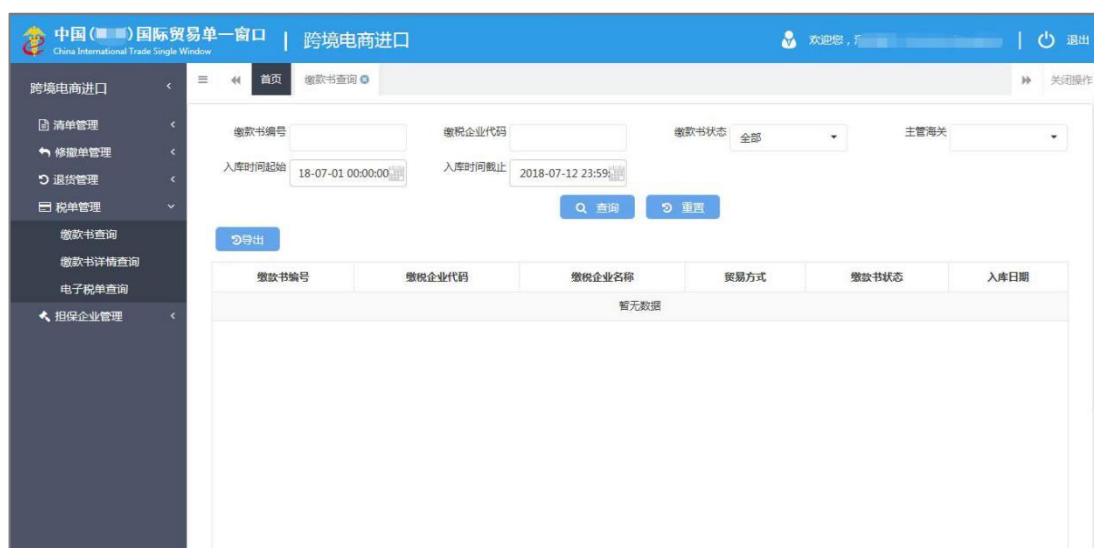 中国( )国际贸易单一窗口 | 跨境电商进口
China International Trade Single Window
欢迎您， | 退出
跨境电商进口
首页 缴款书查询 关闭操作
清单管理
修撤单管理
退货管理
税单管理
缴款书查询
缴款书详情查询
电子税单查询
担保企业管理
缴款书编号 缴税企业代码 缴款书状态 全部 主管海关
入库时间起始 18-07-01 00:00:00 入库时间截止 2018-07-12 23:59:
查询 重置
导出
缴款书编号 缴税企业代码 缴税企业名称 贸易方式 缴款书状态 入库日期
暂无数据